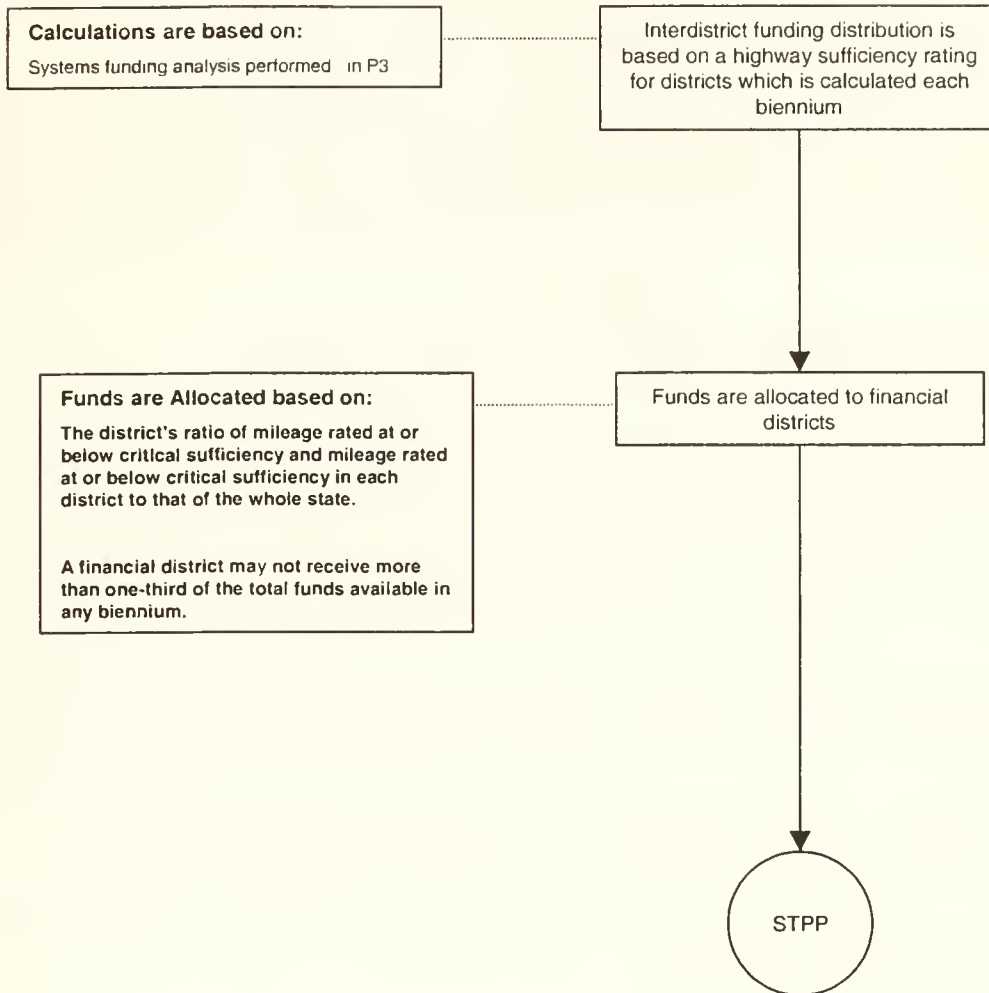 Calculations are based on:
Systems funding analysis performed in P3
Interdistrict funding distribution is
based on a highway sufficiency rating
for districts which is calculated each
biennium
Funds are Allocated based on:
The district's ratio of mileage rated at or
below critical sufficiency and mileage rated
at or below critical sufficiency in each
district to that of the whole state.
A financial district may not receive more
than one-third of the total funds available in
any biennium.
Funds are allocated to financial
districts
STPP